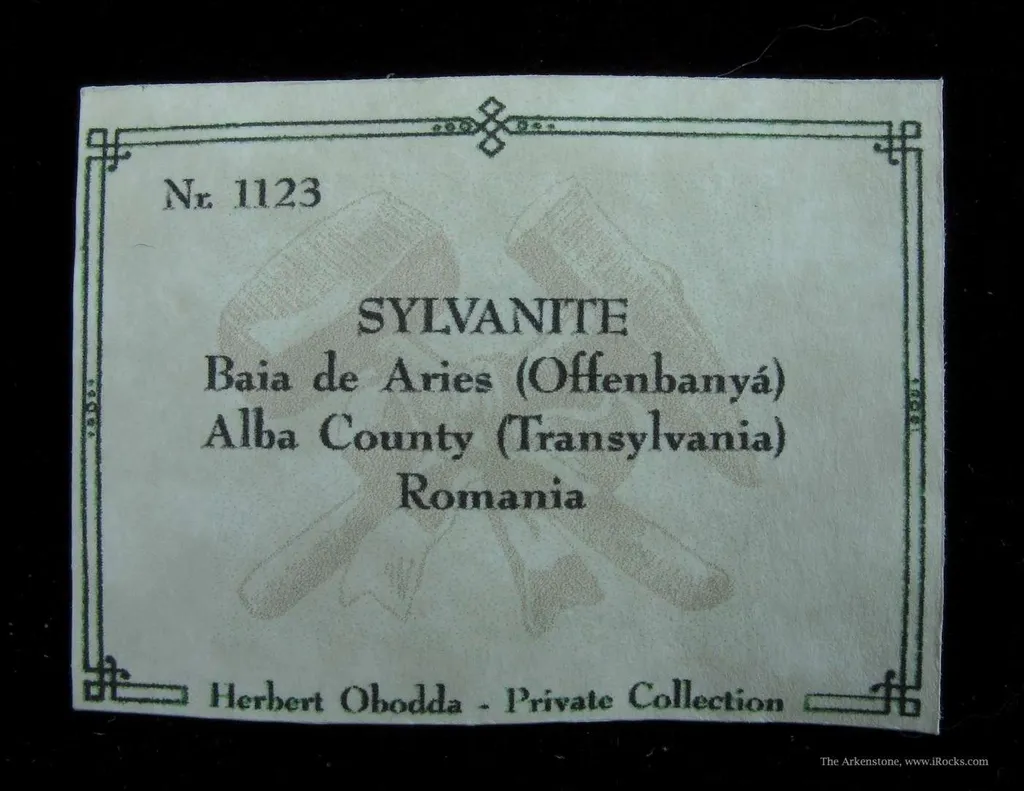 Nr. 1123
SYLVANITE
Baia de Aries (Offenbanyá)
Alba County (Transylvania)
Romania
Herbert Obodda - Private Collection
The Arkenstone, www.iRocks.com